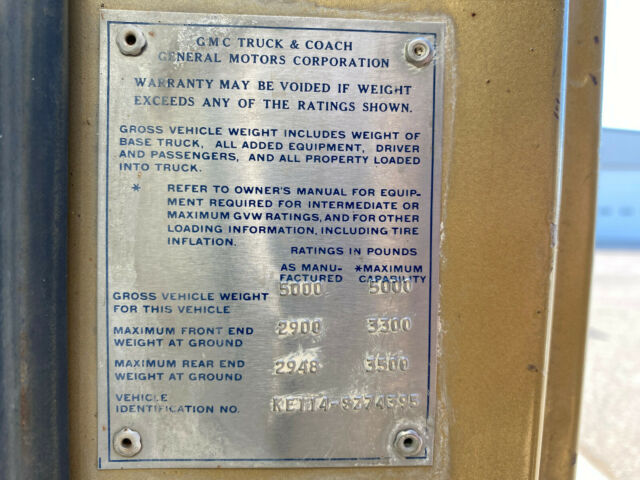 GMC TRUCK & COACH
GENERAL MOTORS CORPORATION
WARRANTY MAY BE VOIDED IF WEIGHT
EXCEEDS ANY OF THE RATINGS SHOWN.
GROSS VEHICLE WEIGHT INCLUDES WEIGHT OF
BASE TRUCK, ALL ADDED EQUIPMENT, DRIVER
AND PASSENGERS, AND ALL PROPERTY LOADED
INTO TRUCK.
* REFER TO OWNER'S MANUAL FOR EQUIP-
MENT REQUIRED FOR INTERMEDIATE OR
MAXIMUM GVW RATINGS, AND FOR OTHER
LOADING INFORMATION, INCLUDING TIRE
INFLATION.
RATINGS IN POUNDS
AS MANU- *MAXIMUM
FACTURED CAPABILITY
GROSS VEHICLE WEIGHT 5000 5000
FOR THIS VEHICLE
MAXIMUM FRONT END 2900 3300
WEIGHT AT GROUND
MAXIMUM REAR END 2948 3500
WEIGHT AT GROUND
VEHICLE
IDENTIFICATION NO.